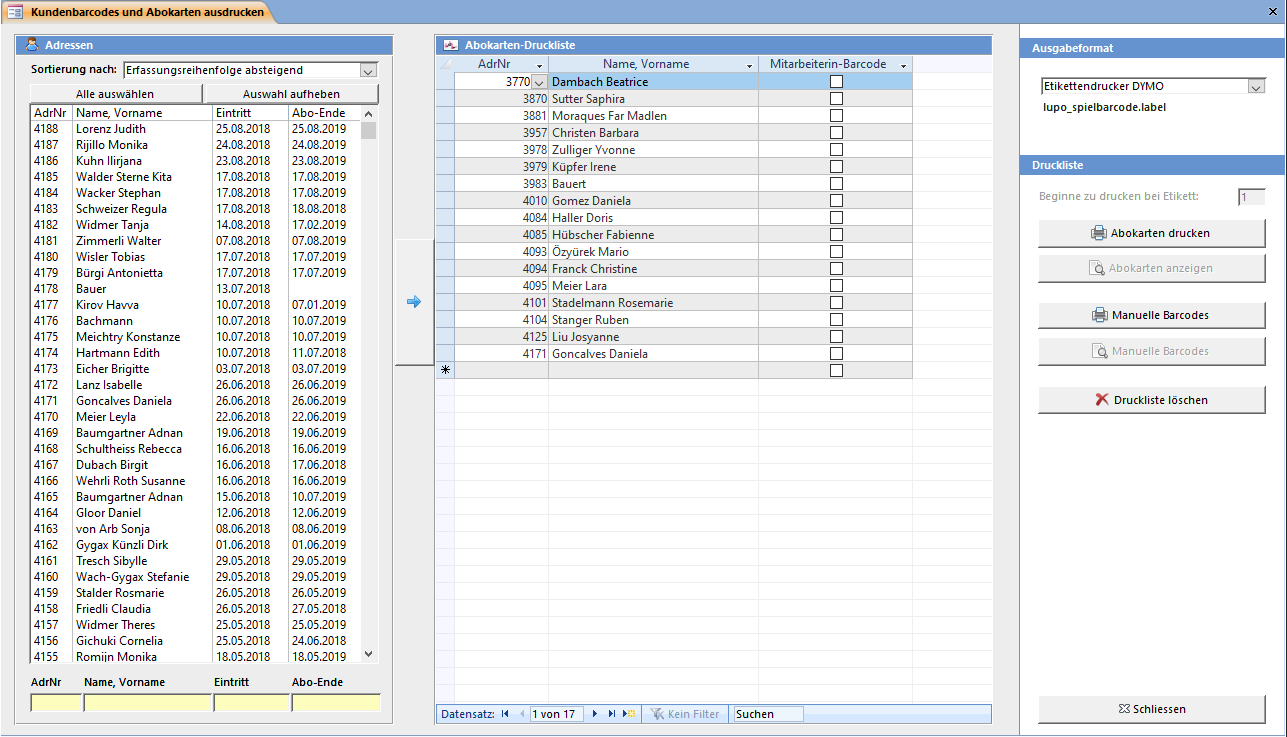 Kundenbarcodes und Abokarten ausdrucken
Adressen
Sortierung nach: Erfassungsreihenfolge absteigend
Alle auswählen Auswahl aufheben
AdrNr Name, Vorname Eintritt Abo-Ende
4188 Lorenz Judith 25.08.2018 25.08.2019
4187 Rijillo Monika 24.08.2018 24.08.2019
4186 Kuhn Ilirjana 23.08.2018 23.08.2019
4185 Walder Sterne Kita 17.08.2018 17.08.2019
4184 Wacker Stephan 17.08.2018 17.08.2019
4183 Schweizer Regula 17.08.2018 18.08.2018
4182 Widmer Tanja 14.08.2018 17.02.2019
4181 Zimmerli Walter 07.08.2018 07.08.2019
4180 Wisler Tobias 17.07.2018 17.07.2019
4179 Bürgi Antonietta 17.07.2018 17.07.2019
4178 Bauer 13.07.2018
4177 Kirov Havva 10.07.2018 07.01.2019
4176 Bachmann 10.07.2018 10.07.2019
4175 Meichtry Konstanze 10.07.2018 10.07.2019
4174 Hartmann Edith 10.07.2018 11.07.2018
4173 Eicher Brigitte 03.07.2018 03.07.2019
4172 Lanz Isabelle 26.06.2018 26.06.2019
4171 Goncalves Daniela 26.06.2018 26.06.2019
4170 Meier Leyla 22.06.2018 22.06.2019
4169 Baumgartner Adnan 19.06.2018 19.06.2019
4168 Schultheiss Rebecca 16.06.2018 16.06.2019
4167 Dubach Birgit 16.06.2018 17.06.2018
4166 Wehrli Roth Susanne 16.06.2018 16.06.2019
4165 Baumgartner Adnan 15.06.2018 10.07.2019
4164 Gloor Daniel 12.06.2018 12.06.2019
4163 von Arb Sonja 08.06.2018 08.06.2019
4162 Gygax Künzli Dirk 01.06.2018 01.06.2019
4161 Tresch Sibylle 29.05.2018 29.05.2019
4160 Wach-Gygax Stefanie 29.05.2018 29.05.2019
4159 Stalder Rosmarie 26.05.2018 26.05.2019
4158 Friedli Claudia 26.05.2018 27.05.2018
4157 Widmer Theres 25.05.2018 25.05.2019
4156 Gichuki Cornelia 25.05.2018 24.06.2018
4155 Romijn Monika 18.05.2018 18.05.2019
AdrNr Name, Vorname Eintritt Abo-Ende
Abokarten-Druckliste
AdrNr Name, Vorname Mitarbeiterin-Barcode
3770 Dambach Beatrice
3870 Sutter Saphira
3881 Moraques Far Madlen
3957 Christen Barbara
3978 Zulliger Yvonne
3979 Küpfer Irene
3983 Bauert
4010 Gomez Daniela
4084 Haller Doris
4085 Hübscher Fabienne
4093 Özyürek Mario
4094 Franck Christine
4095 Meier Lara
4101 Stadelmann Rosemarie
4104 Stanger Ruben
4125 Liu Josyanne
4171 Goncalves Daniela
Datensatz: 1 von 17 Kein Filter Suchen
Ausgabeformat
Etikettendrucker DYMO
lupo_spielbarcode.label
Druckliste
Beginne zu drucken bei Etikett: 1
Abokarten drucken
Abokarten anzeigen
Manuelle Barcodes
Manuelle Barcodes
Druckliste löschen
Schliessen